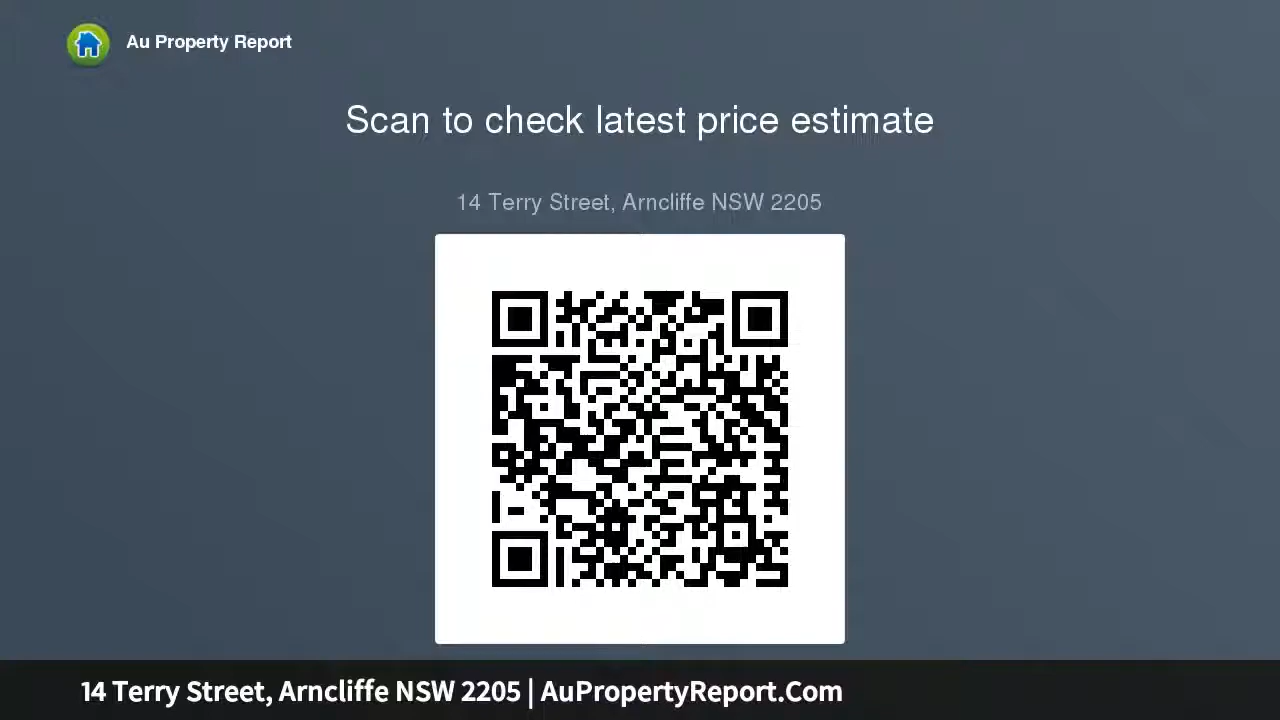 Au Property Report
Scan to check latest price estimate
14 Terry Street, Arncliffe NSW 2205
14 Terry Street, Arncliffe NSW 2205 | AuPropertyReport.Com